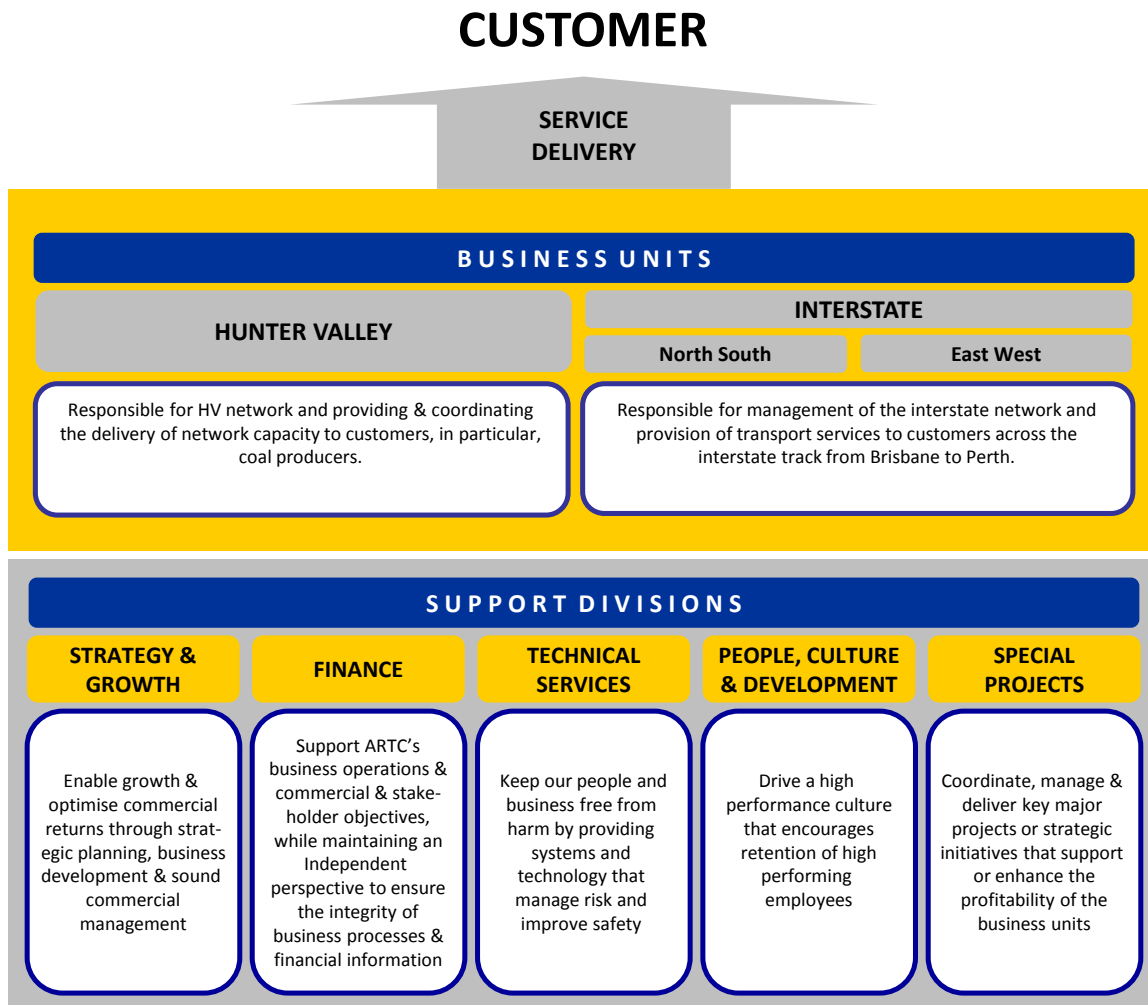 CUSTOMER
SERVICE
DELIVERY
BUSINESS UNITS
HUNTER VALLEY
INTERSTATE
North South
East West
Responsible for HV network and providing & coordinating
the delivery of network capacity to customers, in particular,
coal producers.
Responsible for management of the interstate network and
provision of transport services to customers across the
interstate track from Brisbane to Perth.
SUPPORT DIVISIONS
STRATEGY &
GROWTH
FINANCE
TECHNICAL
SERVICES
PEOPLE, CULTURE
& DEVELOPMENT
SPECIAL
PROJECTS
Enable growth &
optimise commercial
returns through strat-
egic planning, business
development & sound
commercial
management
Support ARTC’s
business operations &
commercial & stake-
holder objectives,
while maintaining an
Independent
perspective to ensure
the integrity of
business processes &
financial information
Keep our people and
business free from
harm by providing
systems and
technology that
manage risk and
improve safety
Drive a high
performance culture
that encourages
retention of high
performing
employees
Coordinate, manage &
deliver key major
projects or strategic
initiatives that support
or enhance the
profitability of the
business units